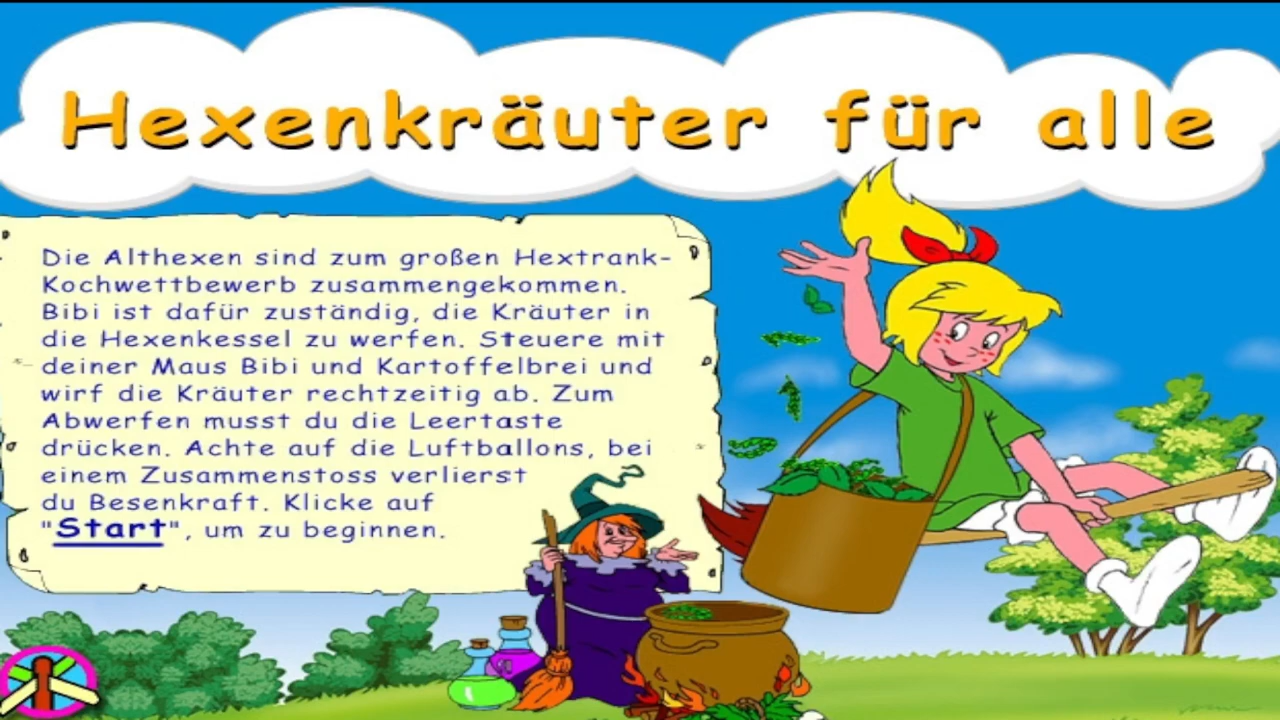 Hexenkräuter für alle
Die Althexen sind zum großen Hextrank-
Kochwettbewerb zusammengekommen.
Bibi ist dafür zuständig, die Kräuter in
die Hexenkessel zu werfen. Steuere mit
deiner Maus Bibi und Kartoffelbrei und
wirf die Kräuter rechtzeitig ab. Zum
Abwerfen musst du die Leertaste
drücken. Achte auf die Luftballons, bei
einem Zusammenstoss verlierst
du Besenkraft. Klicke auf
"Start", um zu beginnen.